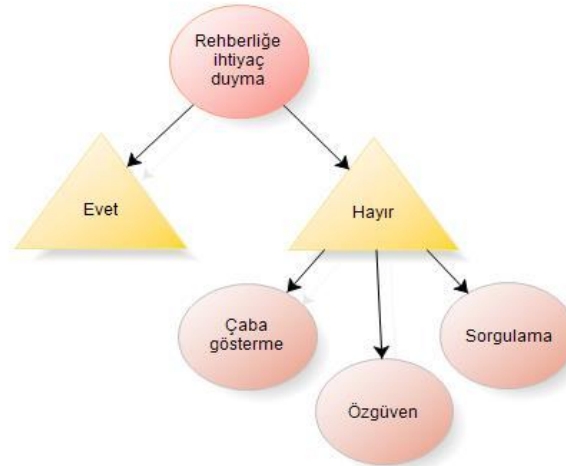 Rehberliğe
ihtiyaç
duyma
Evet
Hayır
Çaba
gösterme
Sorgulama
Özgüven